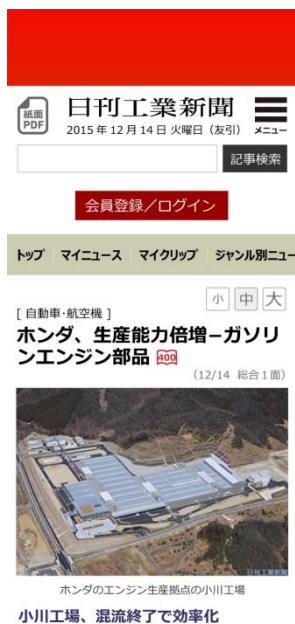 紙面
PDF
日刊工業新聞
2015年12月14日 火曜日（友引）
メニュー
記事検索
会員登録／ログイン
トップ マイニュース マイクリップ ジャンル別ニュー
小 中 大
[ 自動車・航空機 ]
ホンダ、生産能力倍増−ガソリ
ンエンジン部品 400
(12/14 総合１面)
日刊工業新聞
ホンダのエンジン生産拠点の小川工場
小川工場、混流終了で効率化